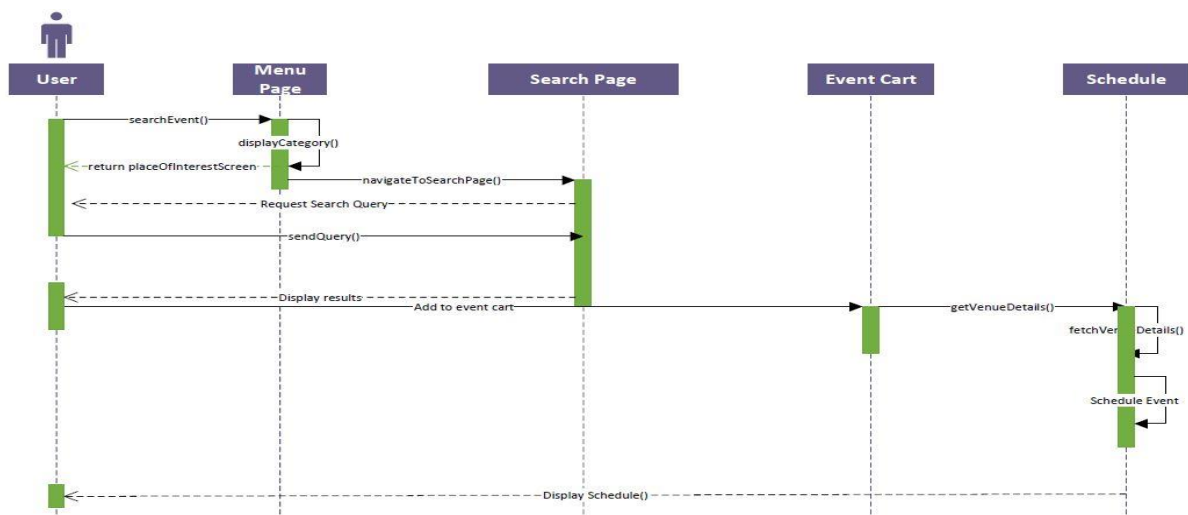 User
Menu
Page
Search Page
Event Cart
Schedule
searchEvent()
displayCategory()
return placeOfInterestScreen
navigateToSearchPage()
Request Search Query
sendQuery()
Display results
Add to event cart
getVenueDetails()
Schedule Event
Display Schedule()